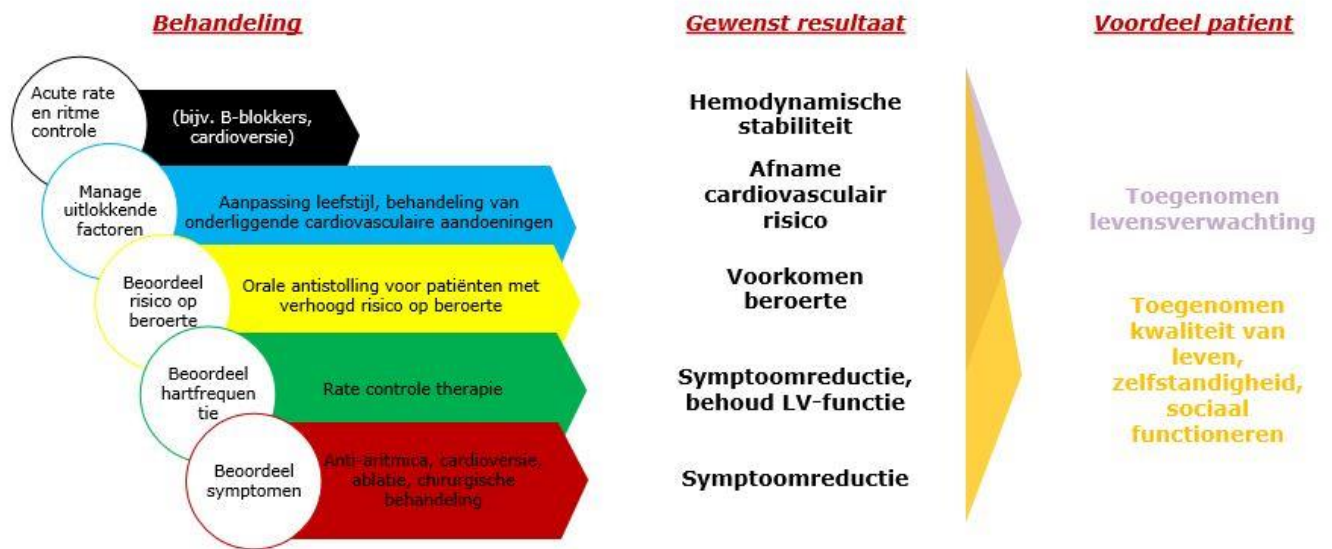 Behandeling
Gewenst resultaat
Voordeel patient
Acute rate
en ritme
controle
(bijv. B-blokkers,
cardioversie)
Hemodynamische
stabiliteit
Manage
uitlokkende
factoren
Aanpassing leefstijl, behandeling van
onderliggende cardiovasculaire aandoeningen
Afname
cardiovasculair
risico
Beoordeel
risico op
beroerte
Orale antistolling voor patiënten met
verhoogd risico op beroerte
Voorkomen
beroerte
Beoordeel
hartfrequen
tie
Rate controle therapie
Symptoomreductie,
behoud LV-functie
Beoordeel
symptomen
Anti-aritmica, cardioversie,
ablatie, chirurgische
behandeling
Symptoomreductie
Toegenomen
levensverwachting
Toegenomen
kwaliteit van
leven,
zelfstandigheid,
sociaal
functioneren